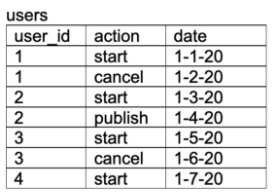 users
user_id action date
1 start 1-1-20
1 cancel 1-2-20
2 start 1-3-20
2 publish 1-4-20
3 start 1-5-20
3 cancel 1-6-20
4 start 1-7-20